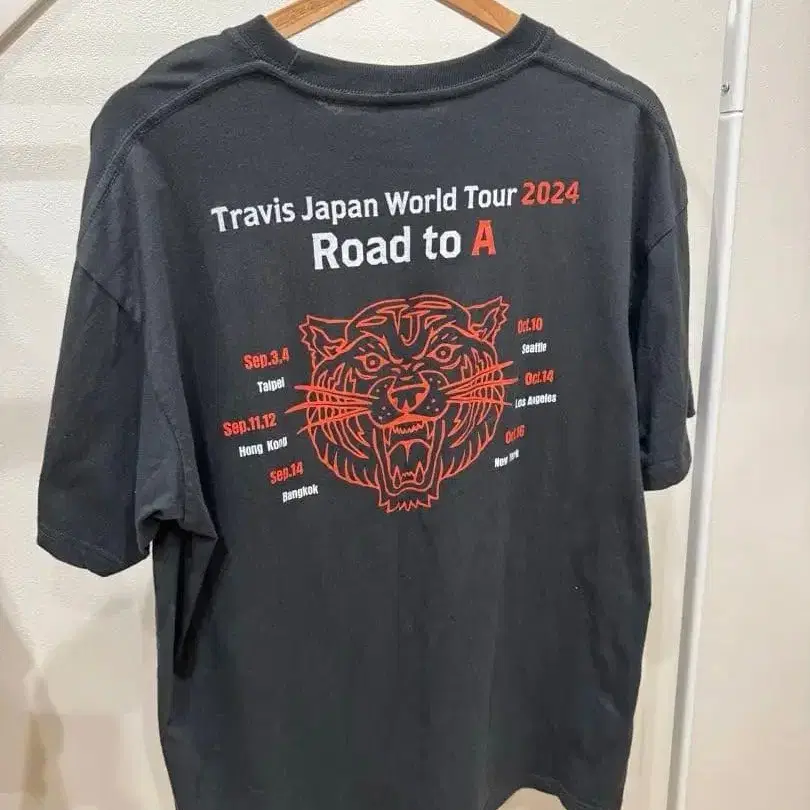 Travis Japan World Tour 2024
Road to A
Sep.3,4
Taipei
Sep.11,12
Hong Kong
Sep.14
Bangkok
Oct.10
Seattle
Oct.14
Los Angeles
Oct.16
New York
TJ